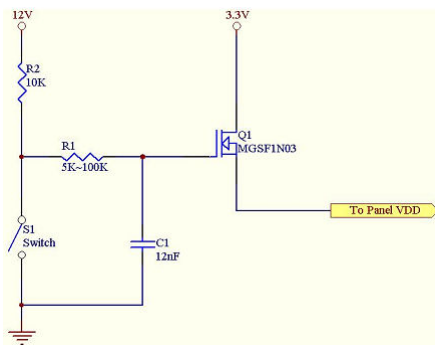 12V
3.3V
R2
10K
Q1
MGSF1N03
R1
5K~100K
To Panel VDD
S1
Switch
C1
12nF